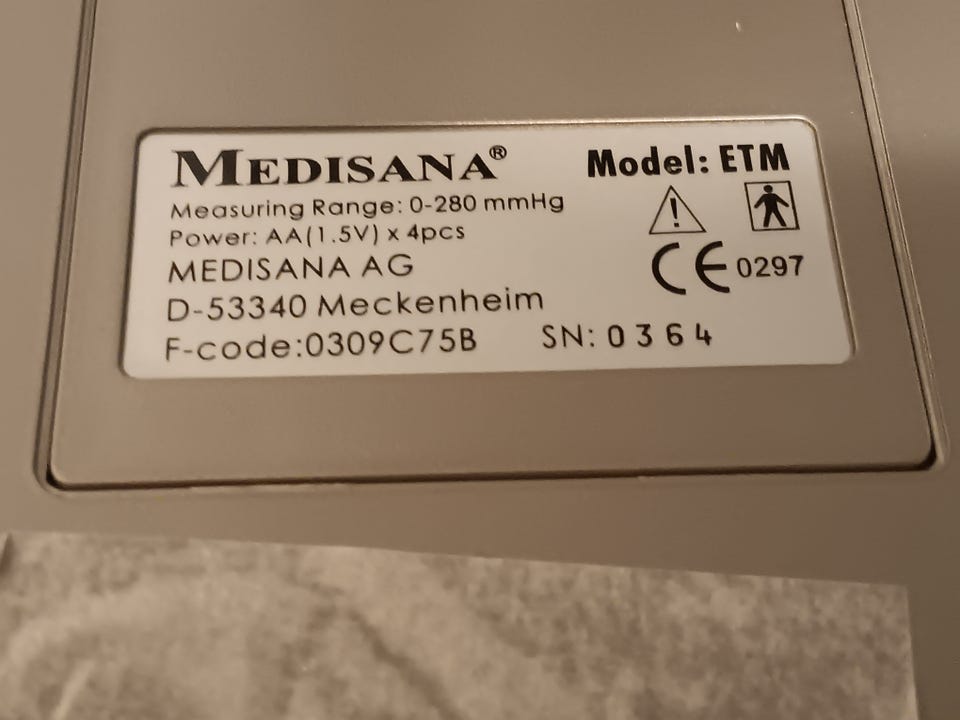 MEDISANA® Model: ETM
Measuring Range: 0-280 mmHg
Power: AA(1.5V) x 4pcs
MEDISANA AG
CE 0297
D-53340 Meckenheim
F-code:0309C75B SN: 0364